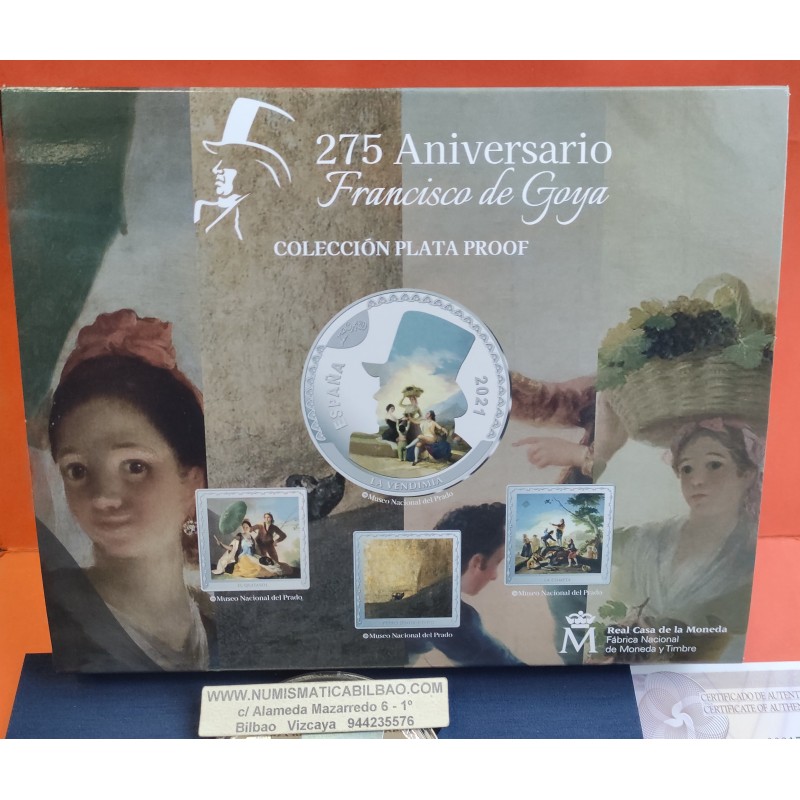 275 Aniversario
Francisco de Goya
COLECCIÓN PLATA PROOF
ESPAÑA
2021
LA VENDIMIA
Museo Nacional del Prado
Museo Nacional del Prado
Museo Nacional del Prado
Museo Nacional del Prado
M
Real Casa de la Moneda
Fábrica Nacional
de Moneda y Timbre
WWW.NUMISMATICABILBAO.COM
c/ Alameda Mazarredo 6 - 1º
Bilbao Vizcaya 944235576
CERTIFICADO DE AUTENT
CERTIFICATE OF AUTHEN